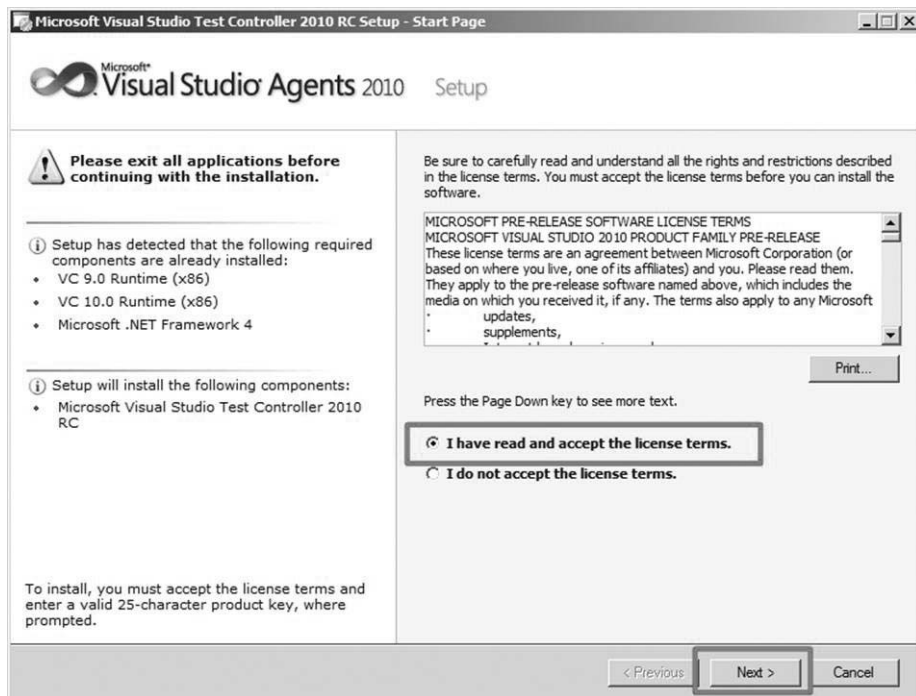 Microsoft Visual Studio Test Controller 2010 RC Setup - Start Page
Microsoft®
Visual Studio Agents 2010 Setup
Please exit all applications before
continuing with the installation.
Setup has detected that the following required
components are already installed:
VC 9.0 Runtime (x86)
VC 10.0 Runtime (x86)
Microsoft .NET Framework 4
Setup will install the following components:
Microsoft Visual Studio Test Controller 2010
RC
To install, you must accept the license terms and
enter a valid 25-character product key, where
prompted.
Be sure to carefully read and understand all the rights and restrictions described
in the license terms. You must accept the license terms before you can install the
software.
MICROSOFT PRE-RELEASE SOFTWARE LICENSE TERMS
MICROSOFT VISUAL STUDIO 2010 PRODUCT FAMILY PRE-RELEASE
These license terms are an agreement between Microsoft Corporation (or
based on where you live, one of its affiliates) and you. Please read them.
They apply to the pre-release software named above, which includes the
media on which you received it, if any. The terms also apply to any Microsoft
· updates,
· supplements,
Print...
Press the Page Down key to see more text.
I have read and accept the license terms.
I do not accept the license terms.
< Previous Next > Cancel